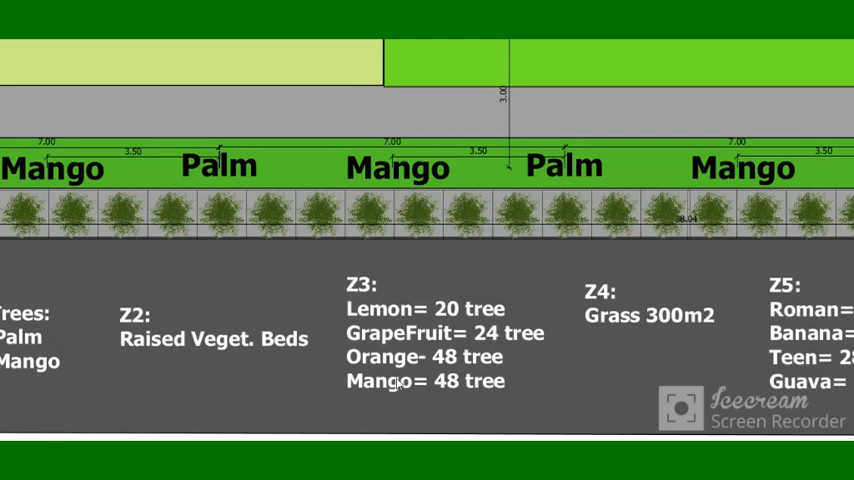 3.00
7.00
7.00
7.00
3.50
3.50
3.50
Mango
Palm
Mango
Palm
Mango
38.04
Trees:
Palm
Mango
Z2:
Raised Veget. Beds
Z3:
Lemon= 20 tree
GrapeFruit= 24 tree
Orange- 48 tree
Mango= 48 tree
Z4:
Grass 300m2
Z5:
Roman=
Banana=
Teen= 28
Guava=
Icecream
Screen Recorder